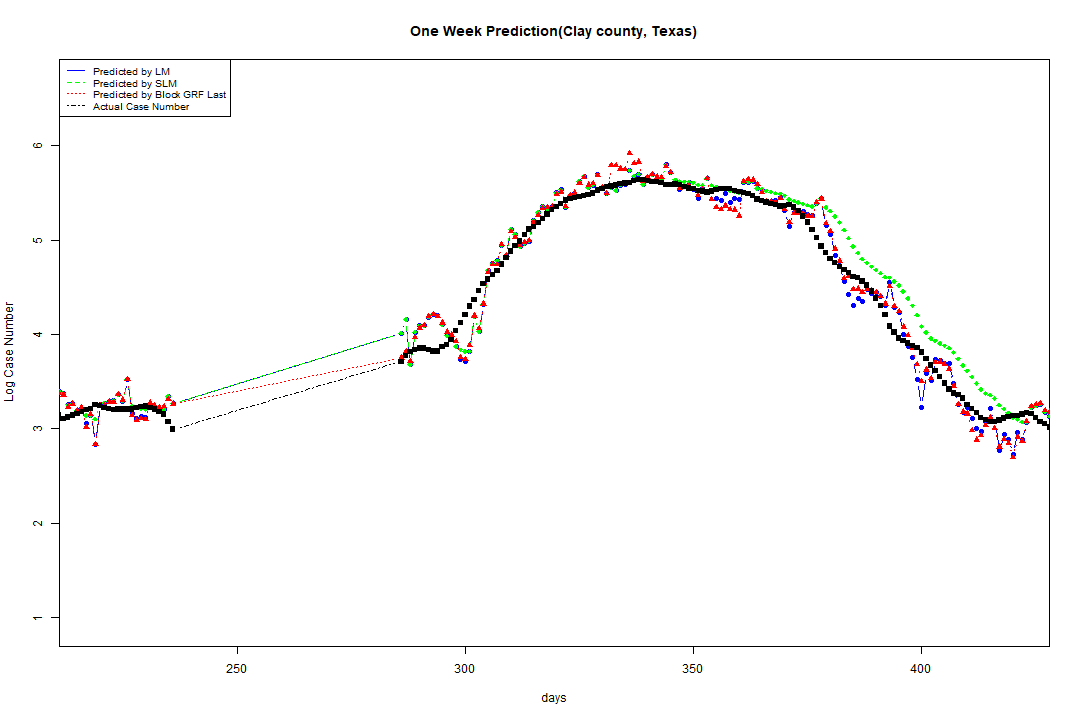 One Week Prediction(Clay county, Texas)
Predicted by LM
Predicted by SLM
Predicted by Block GRF Last
Actual Case Number
6
5
4
3
2
1
Log Case Number
250 300 350 400
days